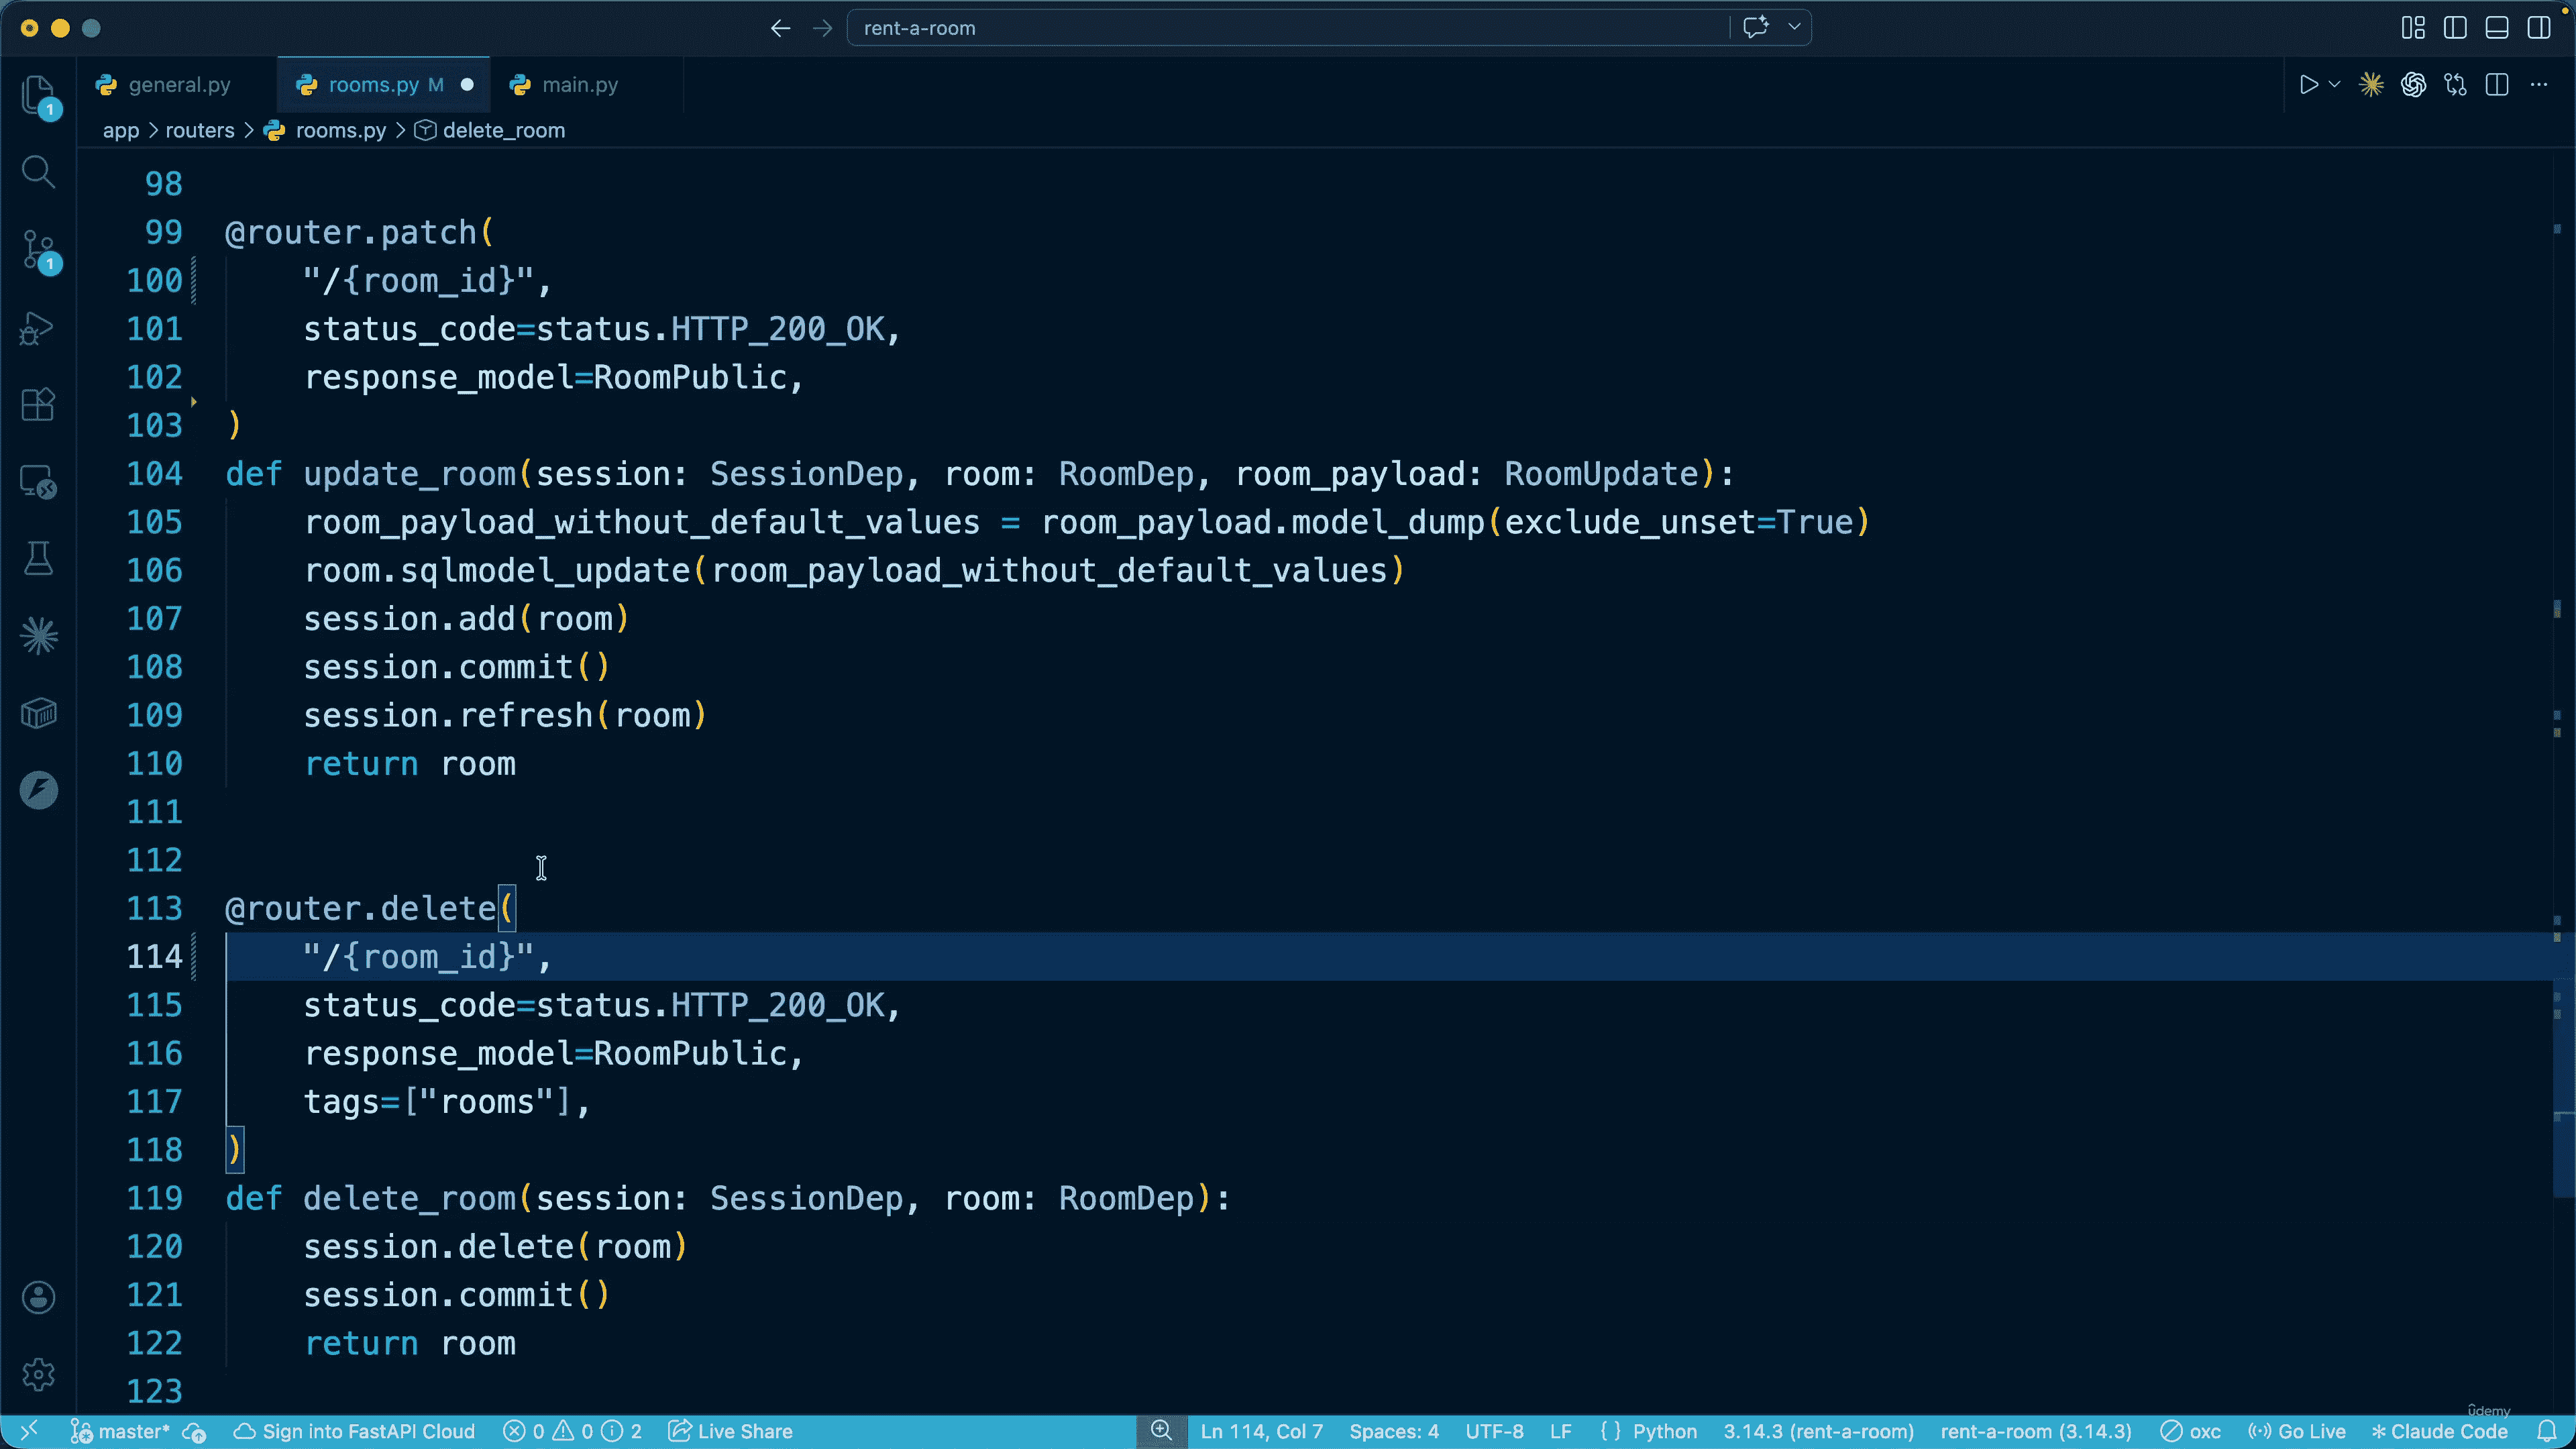 rent-a-room
general.py
rooms.py M
main.py
app > routers > rooms.py > delete_room
1
1
98
99 @router.patch(
100     "/{room_id}",
101     status_code=status.HTTP_200_OK,
102     response_model=RoomPublic,
103 )
104 def update_room(session: SessionDep, room: RoomDep, room_payload: RoomUpdate):
105     room_payload_without_default_values = room_payload.model_dump(exclude_unset=True)
106     room.sqlmodel_update(room_payload_without_default_values)
107     session.add(room)
108     session.commit()
109     session.refresh(room)
110     return room
111
112
113 @router.delete(
114     "/{room_id}",
115     status_code=status.HTTP_200_OK,
116     response_model=RoomPublic,
117     tags=["rooms"],
118 )
119 def delete_room(session: SessionDep, room: RoomDep):
120     session.delete(room)
121     session.commit()
122     return room
123
ûdemy
master* Sign into FastAPI Cloud 0 0 2 Live Share Ln 114, Col 7 Spaces: 4 UTF-8 LF { } Python 3.14.3 (rent-a-room) rent-a-room (3.14.3) oxc Go Live Claude Code